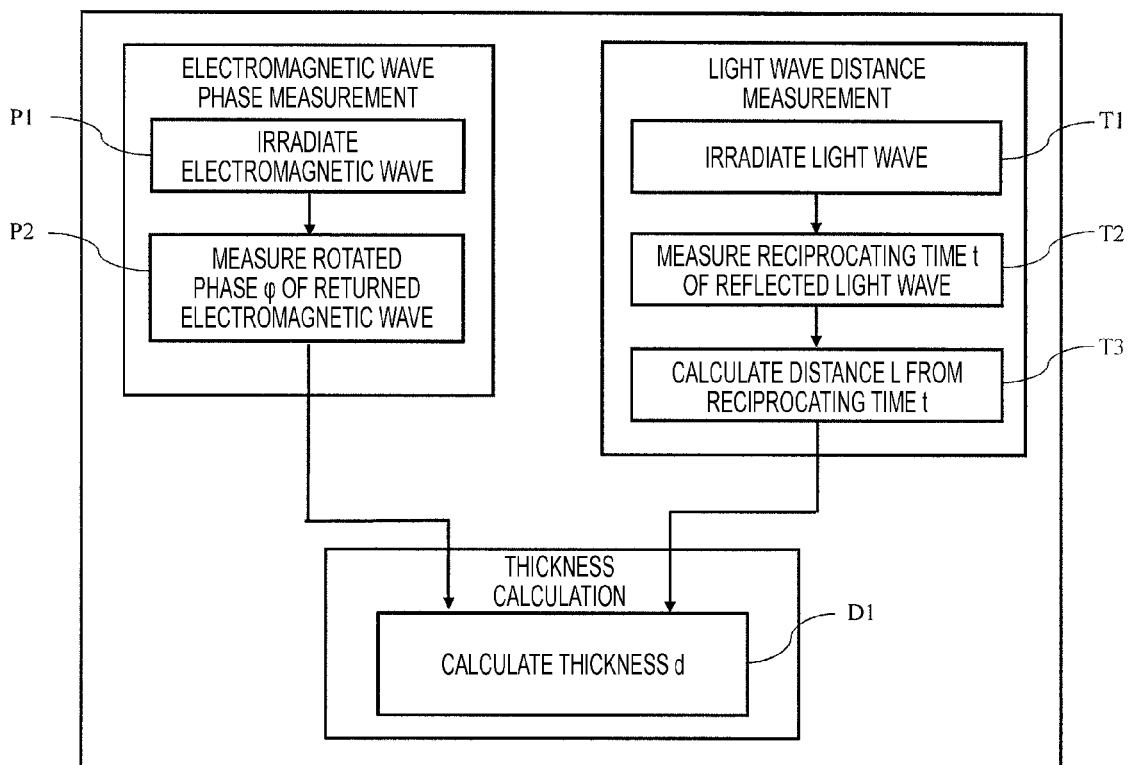 ELECTROMAGNETIC WAVE
PHASE MEASUREMENT
P1
IRRADIATE
ELECTROMAGNETIC WAVE
P2
MEASURE ROTATED
PHASE φ OF RETURNED
ELECTROMAGNETIC WAVE
LIGHT WAVE DISTANCE
MEASUREMENT
T1
IRRADIATE LIGHT WAVE
T2
MEASURE RECIPROCATING TIME t
OF REFLECTED LIGHT WAVE
T3
CALCULATE DISTANCE L FROM
RECIPROCATING TIME t
THICKNESS
CALCULATION
D1
CALCULATE THICKNESS d